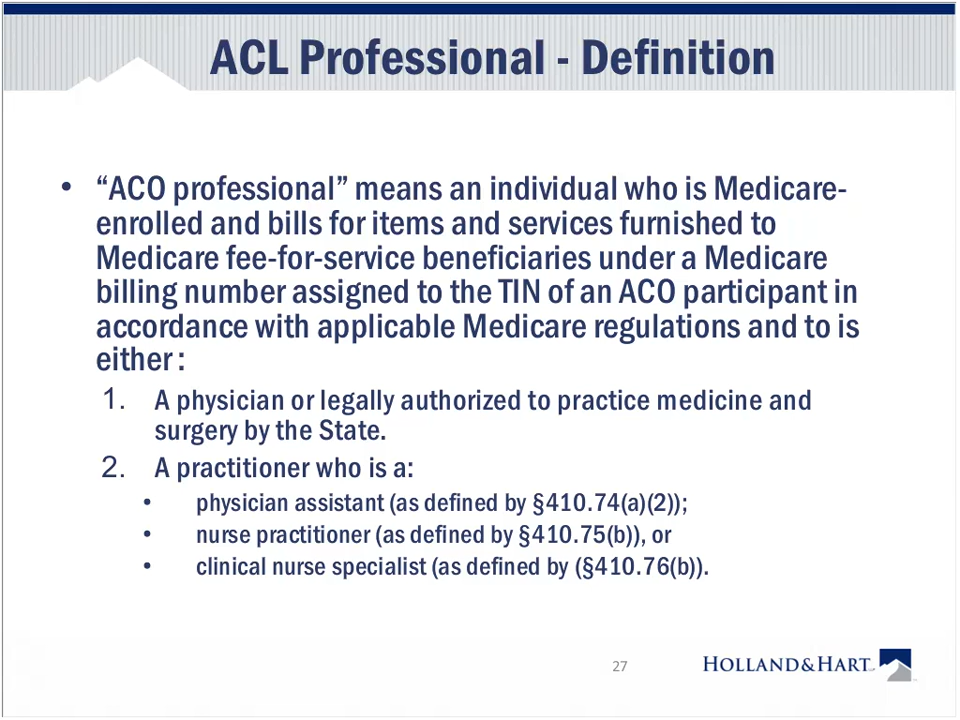 ACL Professional - Definition
• “ACO professional” means an individual who is Medicare-
enrolled and bills for items and services furnished to
Medicare fee-for-service beneficiaries under a Medicare
billing number assigned to the TIN of an ACO participant in
accordance with applicable Medicare regulations and to is
either :
1. A physician or legally authorized to practice medicine and
surgery by the State.
2. A practitioner who is a:
• physician assistant (as defined by §410.74(a)(2));
• nurse practitioner (as defined by §410.75(b)), or
• clinical nurse specialist (as defined by (§410.76(b)).
27
HOLLAND&HART